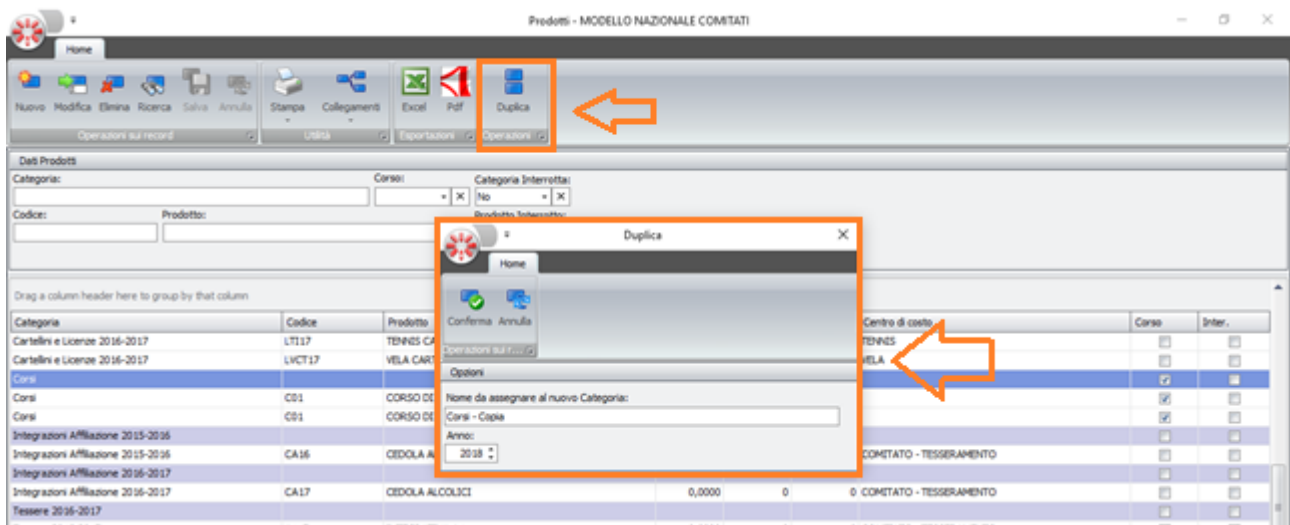 Prodotti - MODELLO NAZIONALE COMITATI
Home
Nuovo Modifica Elimina Ricerca Salva Annulla Stampa Collegamenti Excel Pdf Duplica
Operazioni sui record Utilità Esportazioni Operazioni
Dati Prodotti
Categoria: Corso: Categoria Interrotta:
No
Codice: Prodotto: Prodotto Interrotto:
Duplica
Home
Conferma Annulla
Operazioni sul r...
Opzioni
Nome da assegnare al nuovo Categoria:
Corsi - Copia
Anno:
2018
Drag a column header here to group by that column
Categoria Codice Prodotto Centro di costo Corso Inter.
Cartellini e Licenze 2016-2017 LTI17 TENNIS CA TENNIS
Cartellini e Licenze 2016-2017 LVCT17 VELA CART VELA
Corsi
Corsi C01 CORSO DI
Corsi C01 CORSO DI
Integrazioni Affiliazione 2015-2016
Integrazioni Affiliazione 2015-2016 CA16 CEDOLA A COMITATO - TESSERAMENTO
Integrazioni Affiliazione 2016-2017
Integrazioni Affiliazione 2016-2017 CA17 CEDOLA ALCOLICI 0,0000 0 0 COMITATO - TESSERAMENTO
Tessere 2016-2017